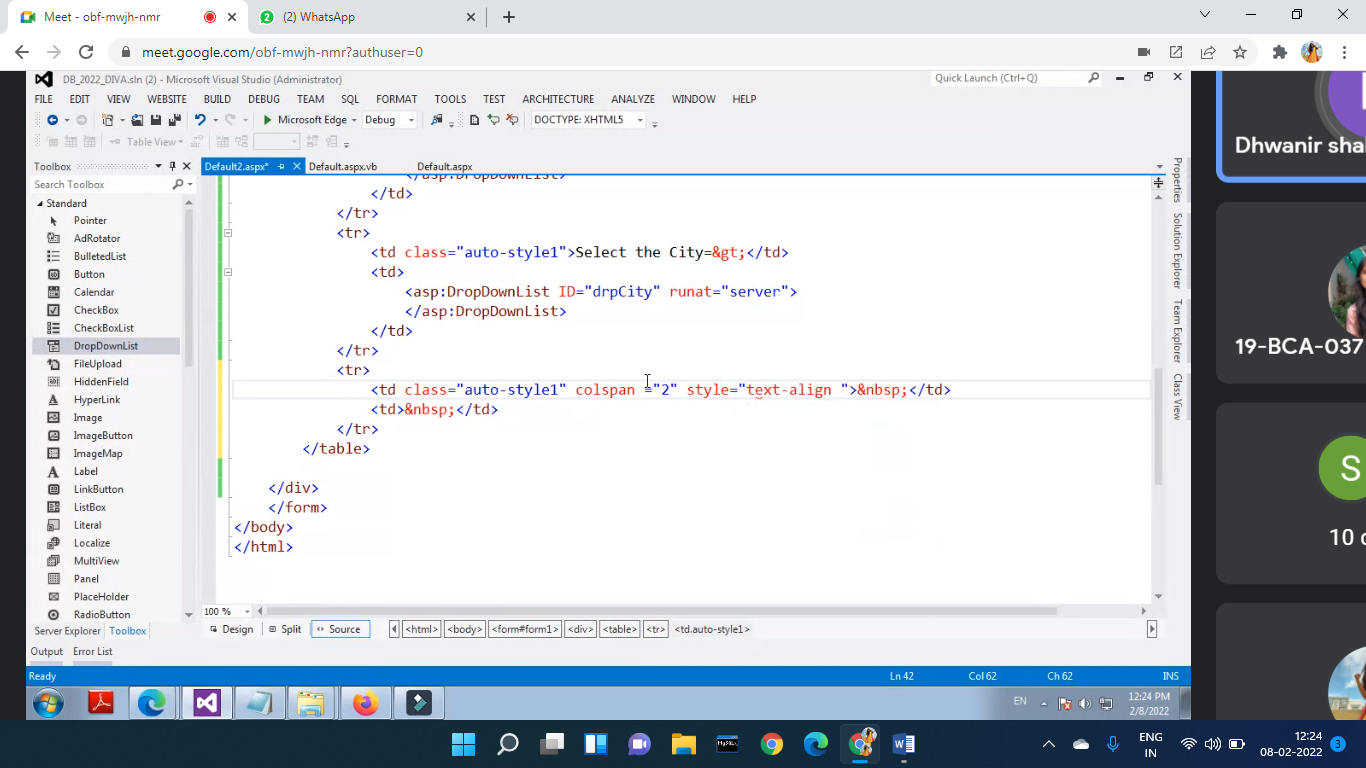 Meet - obf-mwjh-nmr
2
(2) WhatsApp
meet.google.com/obf-mwjh-nmr?authuser=0
DB_2022_DIVA.sln (2) - Microsoft Visual Studio (Administrator)
Quick Launch (Ctrl+Q)
FILE EDIT VIEW WEBSITE BUILD DEBUG TEAM SQL FORMAT TOOLS TEST ARCHITECTURE ANALYZE WINDOW HELP
Microsoft Edge Debug DOCTYPE: XHTML5
Table View
Toolbox
Default2.aspx* Default.aspx.vb Default.aspx
Search Toolbox
Standard
Pointer
AdRotator
BulletedList
Button
Calendar
CheckBox
CheckBoxList
DropDownList
FileUpload
HiddenField
HyperLink
Image
ImageButton
ImageMap
Label
LinkButton
ListBox
Literal
Localize
MultiView
Panel
PlaceHolder
RadioButton
Server Explorer Toolbox
Output Error List
</asp:DropDownList>
</td>
</tr>
<tr>
<td class="auto-style1">Select the City=&gt;</td>
<td>
<asp:DropDownList ID="drpCity" runat="server">
</asp:DropDownList>
</td>
</tr>
<tr>
<td class="auto-style1" colspan ="2" style="text-align ">&nbsp;</td>
<td>&nbsp;</td>
</tr>
</table>
</div>
</form>
</body>
</html>
100 %
Design Split Source <html> <body> <form#form1> <div> <table> <tr> <td.auto-style1>
Ready Ln 42 Col 62 Ch 62 INS
Properties
Solution Explorer
Team Explorer
Class View
Dhwanir sha
19-BCA-037
S
10
EN
12:24 PM
2/8/2022
MySQL
ENG
IN
12:24
08-02-2022
3